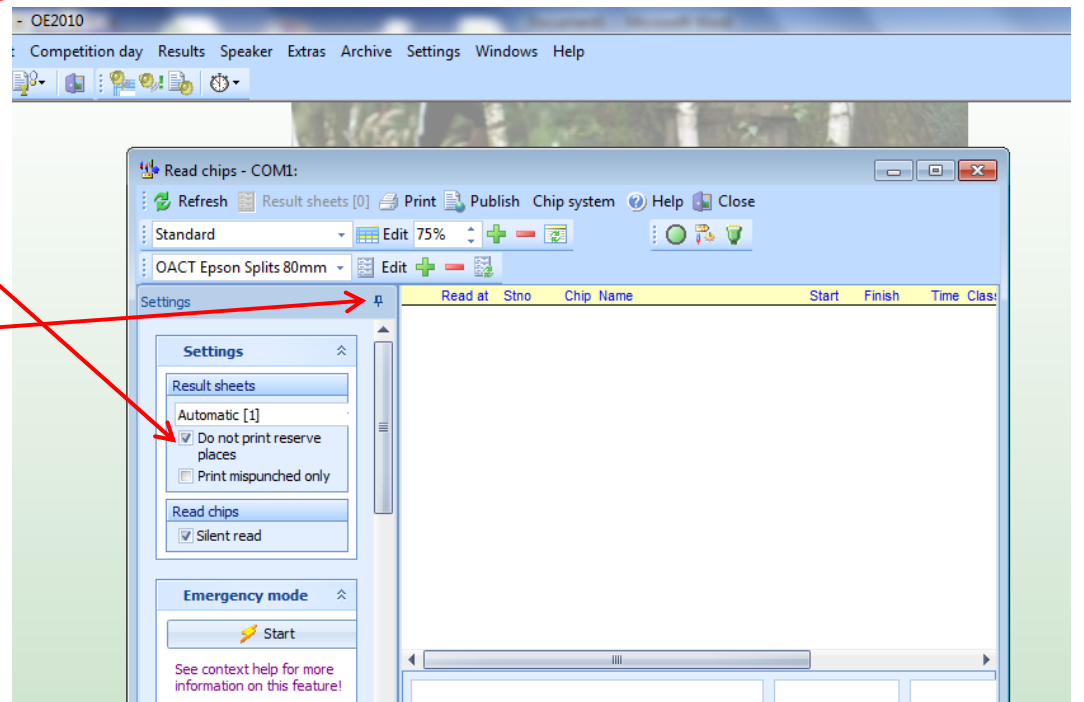 - OE2010
Competition day Results Speaker Extras Archive Settings Windows Help
Read chips - COM1:
Refresh Result sheets [0] Print Publish Chip system Help Close
Standard Edit 75%
OACT Epson Splits 80mm Edit
Settings
Read at Stno Chip Name Start Finish Time Clas
Settings
Result sheets
Automatic [1]
Do not print reserve
places
Print mispunched only
Read chips
Silent read
Emergency mode
Start
See context help for more
information on this feature!